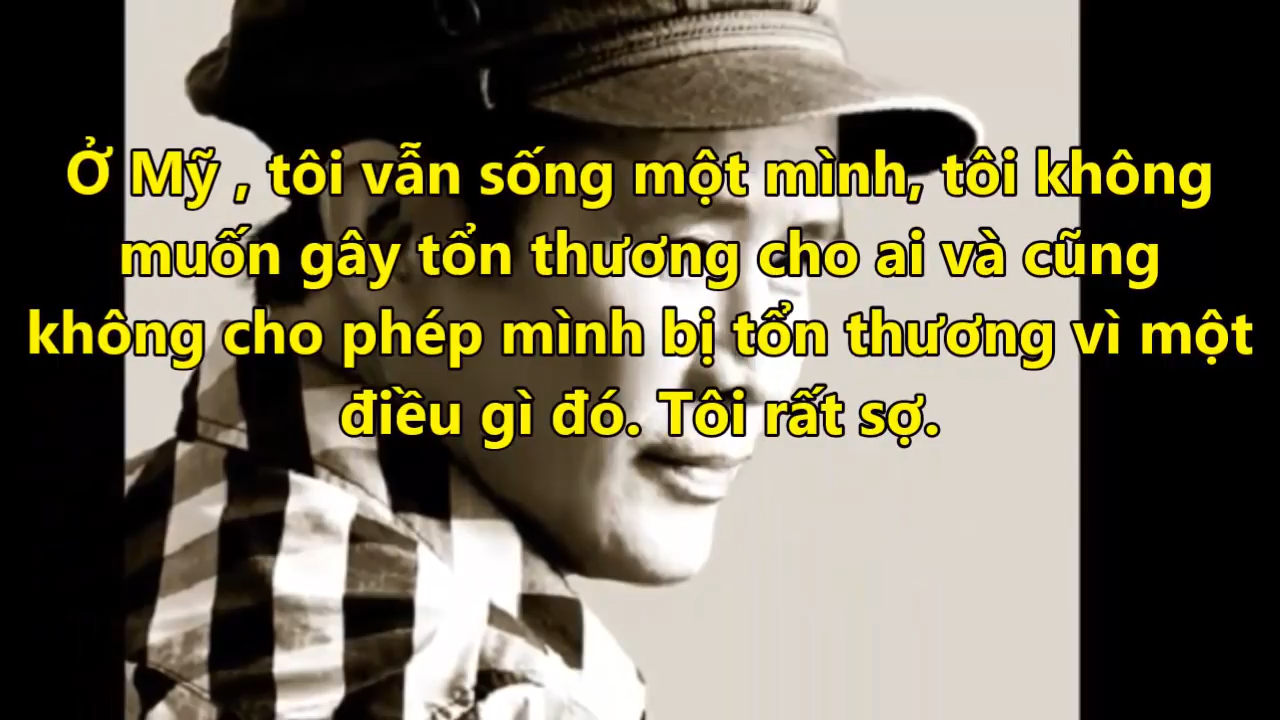 Ở Mỹ , tôi vẫn sống một mình, tôi không
muốn gây tổn thương cho ai và cũng
không cho phép mình bị tổn thương vì một
điều gì đó. Tôi rất sợ.